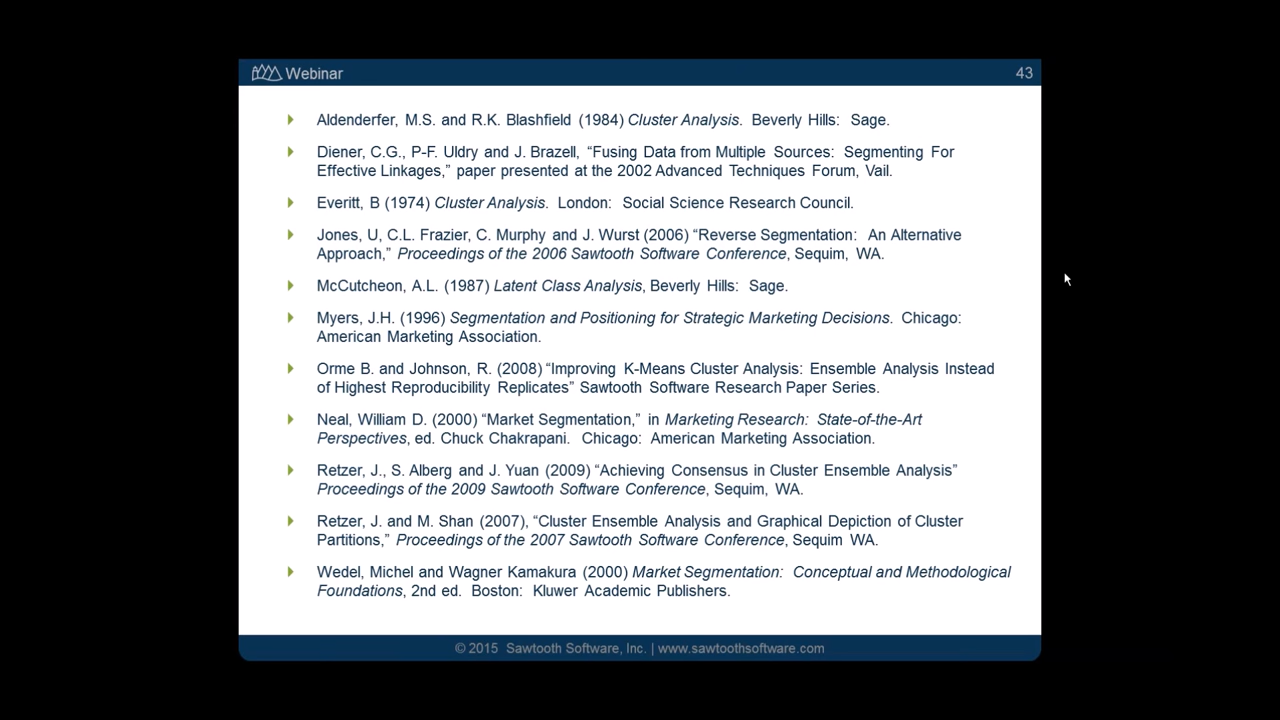 Webinar 43
Aldenderfer, M.S. and R.K. Blashfield (1984) Cluster Analysis. Beverly Hills: Sage.
Diener, C.G., P-F. Uldry and J. Brazell, “Fusing Data from Multiple Sources: Segmenting For
Effective Linkages,” paper presented at the 2002 Advanced Techniques Forum, Vail.
Everitt, B (1974) Cluster Analysis. London: Social Science Research Council.
Jones, U, C.L. Frazier, C. Murphy and J. Wurst (2006) “Reverse Segmentation: An Alternative
Approach,” Proceedings of the 2006 Sawtooth Software Conference, Sequim, WA.
McCutcheon, A.L. (1987) Latent Class Analysis, Beverly Hills: Sage.
Myers, J.H. (1996) Segmentation and Positioning for Strategic Marketing Decisions. Chicago:
American Marketing Association.
Orme B. and Johnson, R. (2008) “Improving K-Means Cluster Analysis: Ensemble Analysis Instead
of Highest Reproducibility Replicates” Sawtooth Software Research Paper Series.
Neal, William D. (2000) “Market Segmentation,” in Marketing Research: State-of-the-Art
Perspectives, ed. Chuck Chakrapani. Chicago: American Marketing Association.
Retzer, J., S. Alberg and J. Yuan (2009) “Achieving Consensus in Cluster Ensemble Analysis”
Proceedings of the 2009 Sawtooth Software Conference, Sequim, WA.
Retzer, J. and M. Shan (2007), “Cluster Ensemble Analysis and Graphical Depiction of Cluster
Partitions,” Proceedings of the 2007 Sawtooth Software Conference, Sequim WA.
Wedel, Michel and Wagner Kamakura (2000) Market Segmentation: Conceptual and Methodological
Foundations, 2nd ed. Boston: Kluwer Academic Publishers.
© 2015 Sawtooth Software, Inc. | www.sawtoothsoftware.com